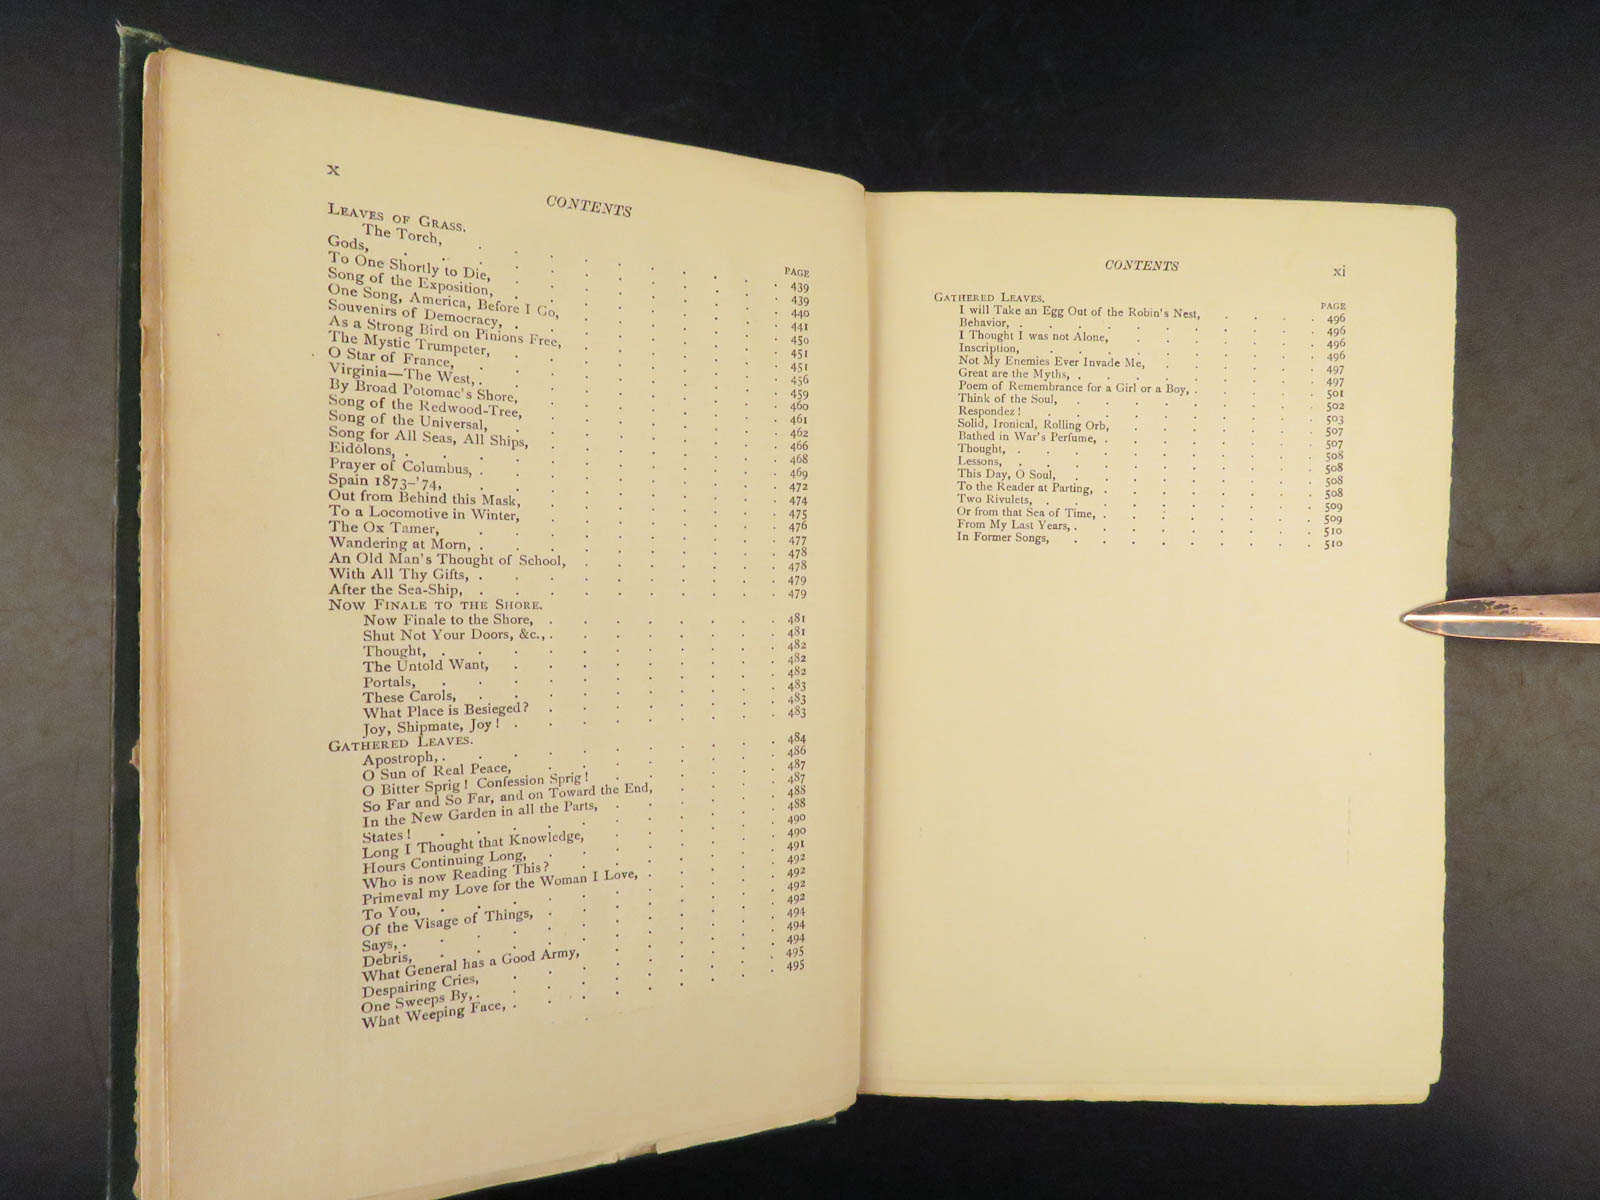 x
CONTENTS
PAGE
LEAVES OF GRASS.
The Torch, 439
Gods, 439
To One Shortly to Die, 440
Song of the Exposition, 441
One Song, America, Before I Go, 450
Souvenirs of Democracy, 451
As a Strong Bird on Pinions Free, 451
The Mystic Trumpeter, 456
O Star of France, 459
Virginia—The West, 460
By Broad Potomac's Shore, 461
Song of the Redwood-Tree, 462
Song of the Universal, 466
Song for All Seas, All Ships, 468
Eidólons, 469
Prayer of Columbus, 472
Spain 1873-'74, 474
Out from Behind this Mask, 475
To a Locomotive in Winter, 476
The Ox Tamer, 477
Wandering at Morn, 478
An Old Man's Thought of School, 478
With All Thy Gifts, 479
After the Sea-Ship, 479
NOW FINALE TO THE SHORE.
Now Finale to the Shore, 481
Shut Not Your Doors, &c., 481
Thought, 482
The Untold Want, 482
Portals, 482
These Carols, 483
What Place is Besieged? 483
Joy, Shipmate, Joy! 483
GATHERED LEAVES.
Apostroph, 484
O Sun of Real Peace, 486
O Bitter Sprig! Confession Sprig! 487
So Far and So Far, and on Toward the End, 487
In the New Garden in all the Parts, 488
States! 488
Long I Thought that Knowledge, 490
Hours Continuing Long, 490
Who is now Reading This? 491
Primeval my Love for the Woman I Love, 492
To You, 492
Of the Visage of Things, 492
Says, 492
Debris, 494
What General has a Good Army, 494
Despairing Cries, 494
One Sweeps By, 495
What Weeping Face, 495
CONTENTS
xi
GATHERED LEAVES.
PAGE
I will Take an Egg Out of the Robin's Nest, 496
Behavior, 496
I Thought I was not Alone, 496
Inscription, 496
Not My Enemies Ever Invade Me, 497
Great are the Myths, 497
Poem of Remembrance for a Girl or a Boy, 501
Think of the Soul, 502
Respondez! 503
Solid, Ironical, Rolling Orb, 507
Bathed in War's Perfume, 507
Thought, 508
Lessons, 508
This Day, O Soul, 508
To the Reader at Parting, 508
Two Rivulets, 509
Or from that Sea of Time, 509
From My Last Years, 510
In Former Songs, 510